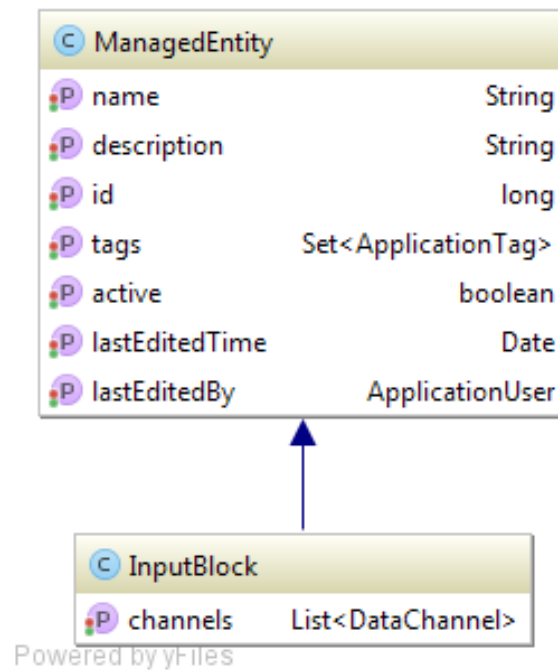 C ManagedEntity
P name String
P description String
P id long
P tags Set<ApplicationTag>
P active boolean
P lastEditedTime Date
P lastEditedBy ApplicationUser
C InputBlock
P channels List<DataChannel>
Powered by yFiles